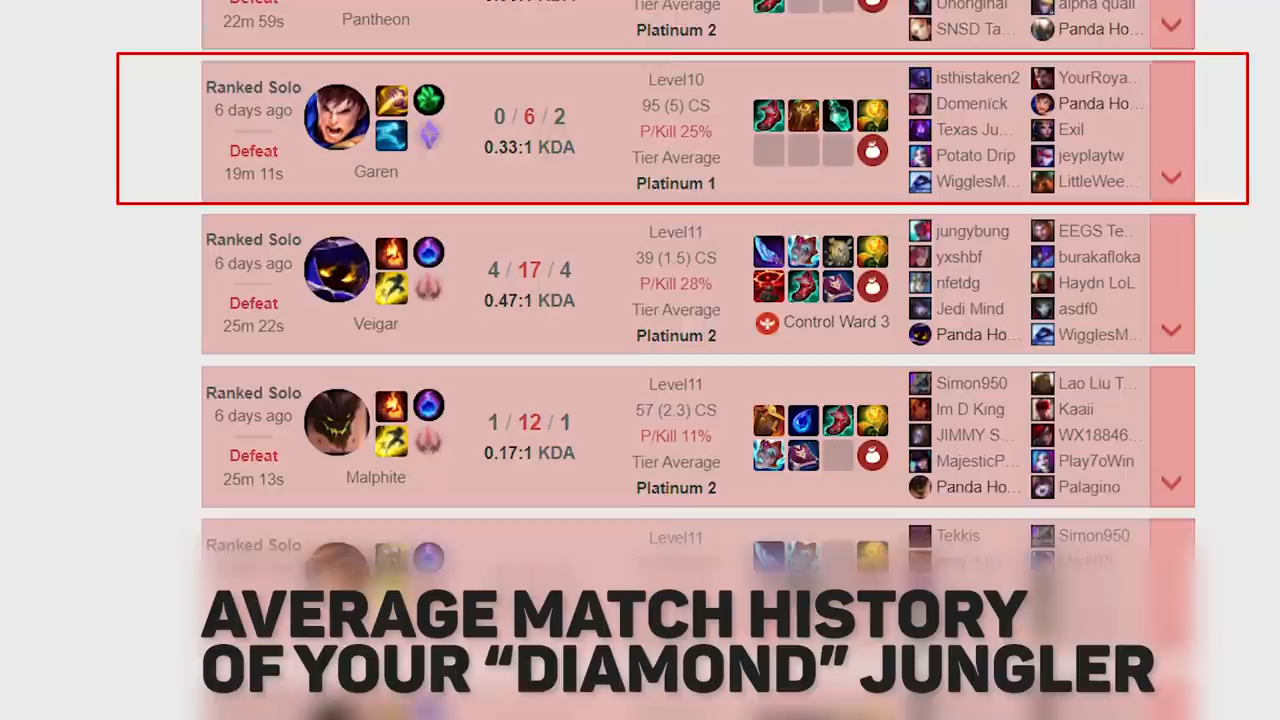 Defeat
22m 59s
Pantheon
Tier Average
Platinum 2
Unoriginal
SNSD Ta...
alpha quail
Panda Ho...
Ranked Solo
6 days ago
Defeat
19m 11s
Garen
0 / 6 / 2
0.33:1 KDA
Level10
95 (5) CS
P/Kill 25%
Tier Average
Platinum 1
isthistaken2
Domenick
Texas Ju...
Potato Drip
WigglesM...
YourRoya...
Panda Ho...
Exil
jeyplaytw
LittleWee...
Ranked Solo
6 days ago
Defeat
25m 22s
Veigar
4 / 17 / 4
0.47:1 KDA
Level11
39 (1.5) CS
P/Kill 28%
Tier Average
Platinum 2
Control Ward 3
jungybung
yxshbf
nfetdg
Jedi Mind
Panda Ho...
EEGS Te...
burakafloka
Haydn LoL
asdf0
WigglesM...
Ranked Solo
6 days ago
Defeat
25m 13s
Malphite
1 / 12 / 1
0.17:1 KDA
Level11
57 (2.3) CS
P/Kill 11%
Tier Average
Platinum 2
Simon950
Im D King
JIMMY S...
MajesticP...
Panda Ho...
Lao Liu T...
Kaaii
WX18846...
Play7oWin
Palagino
Ranked Solo
Level11
Tekkis
Simon950
AVERAGE MATCH HISTORY
OF YOUR “DIAMOND” JUNGLER